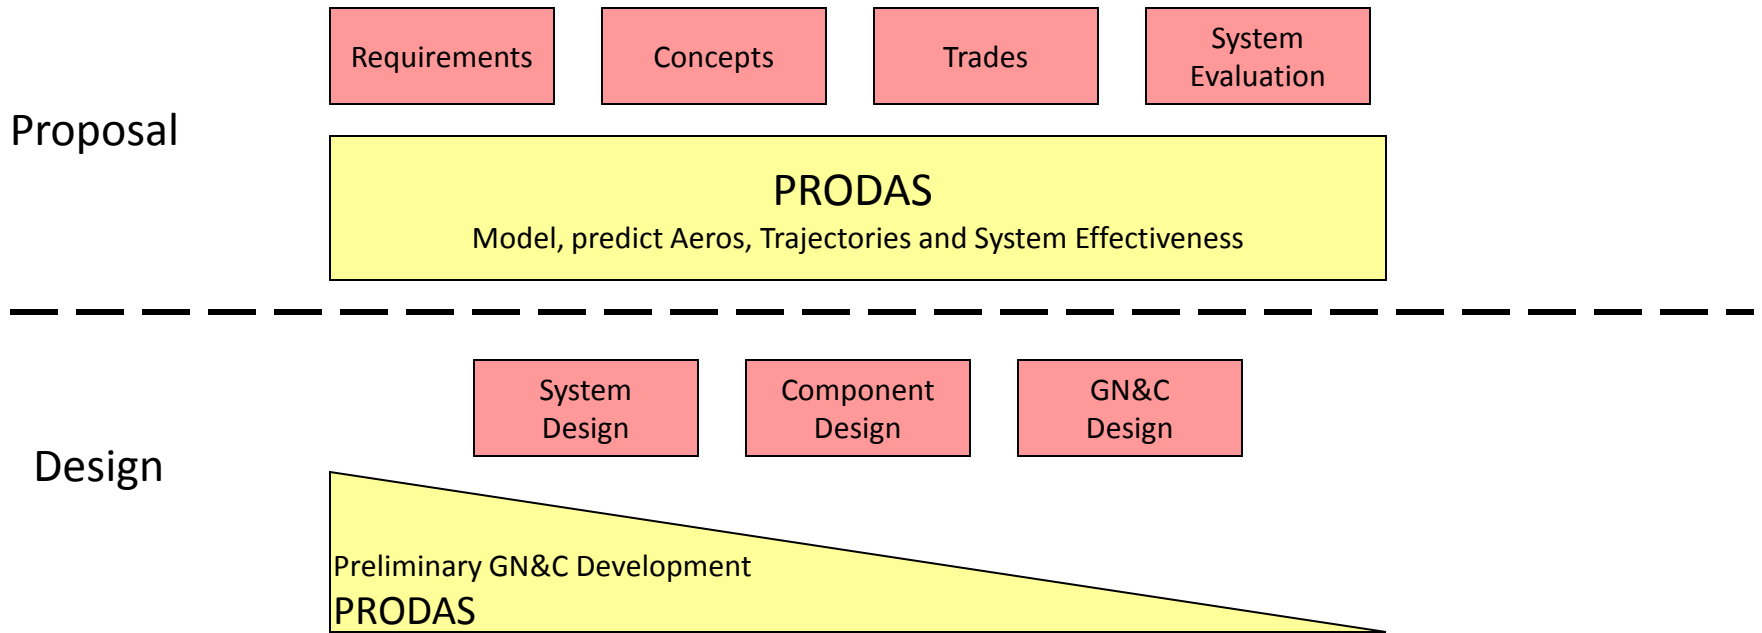 Requirements
Concepts
Trades
System
Evaluation
Proposal
PRODAS
Model, predict Aeros, Trajectories and System Effectiveness
System
Design
Component
Design
GN&C
Design
Design
Preliminary GN&C Development
PRODAS